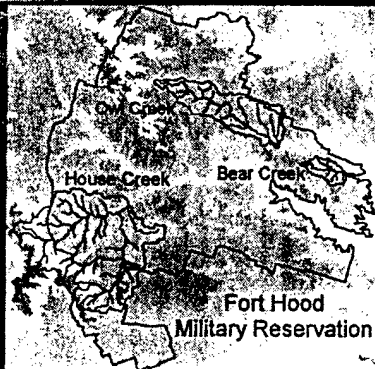 Owl Creek
House Creek
Bear Creek
Fort Hood
Military Reservation